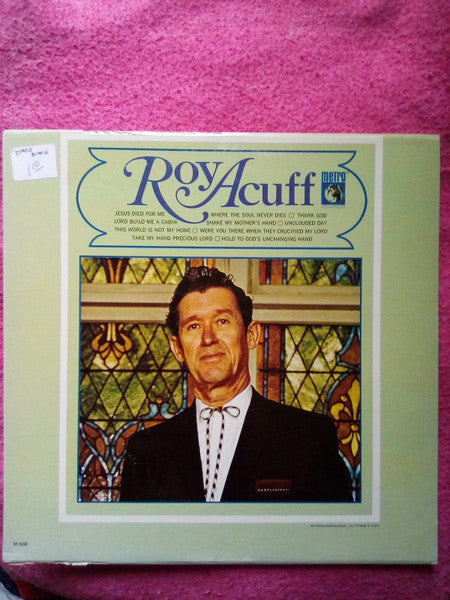 1.00
Roy Acuff
metro
JESUS DIED FOR ME □ WHERE THE SOUL NEVER DIES □ THANK GOD
LORD BUILD ME A CABIN □ SHAKE MY MOTHER'S HAND □ UNCLOUDED DAY
THIS WORLD IS NOT MY HOME □ WERE YOU THERE WHEN THEY CRUCIFIED MY LORD
TAKE MY HAND PRECIOUS LORD □ HOLD TO GOD'S UNCHANGING HAND
M-508